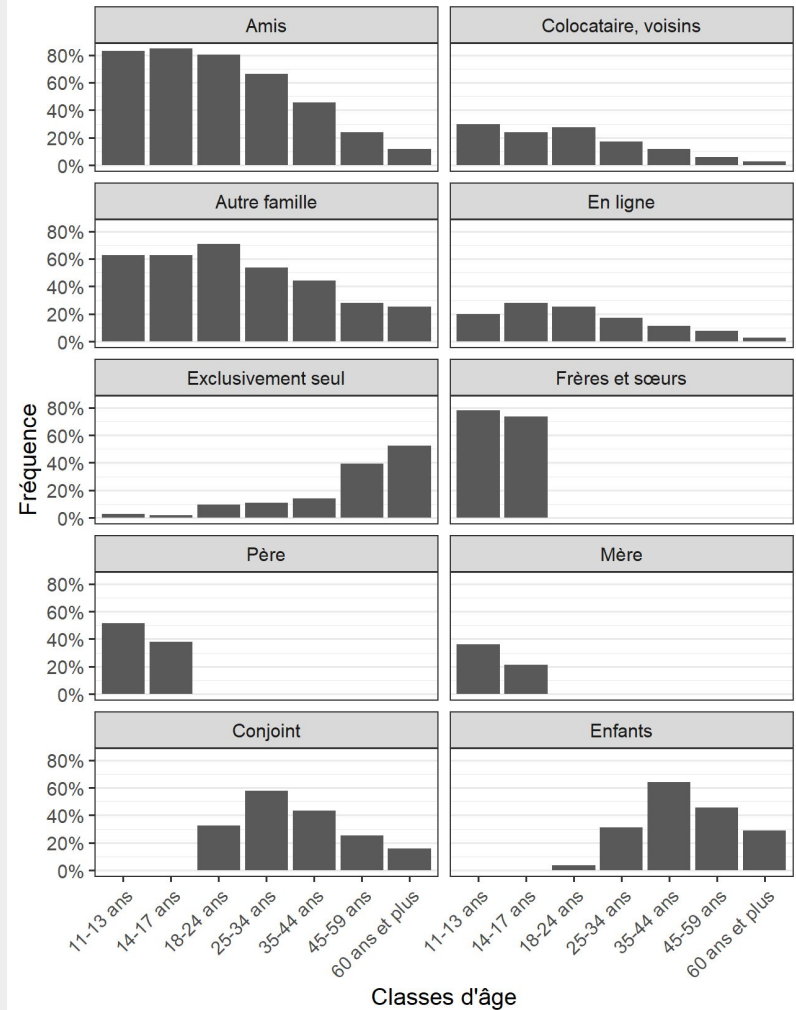 Amis
Colocataire, voisins
80%
60%
40%
20%
0%
Autre famille
En ligne
80%
60%
40%
20%
0%
Exclusivement seul
Frères et sœurs
80%
60%
40%
20%
0%
Père
Mère
80%
60%
40%
20%
0%
Conjoint
Enfants
80%
60%
40%
20%
0%
Fréquence
11-13 ans
14-17 ans
18-24 ans
25-34 ans
35-44 ans
45-59 ans
60 ans et plus
11-13 ans
14-17 ans
18-24 ans
25-34 ans
35-44 ans
45-59 ans
60 ans et plus
Classes d'âge